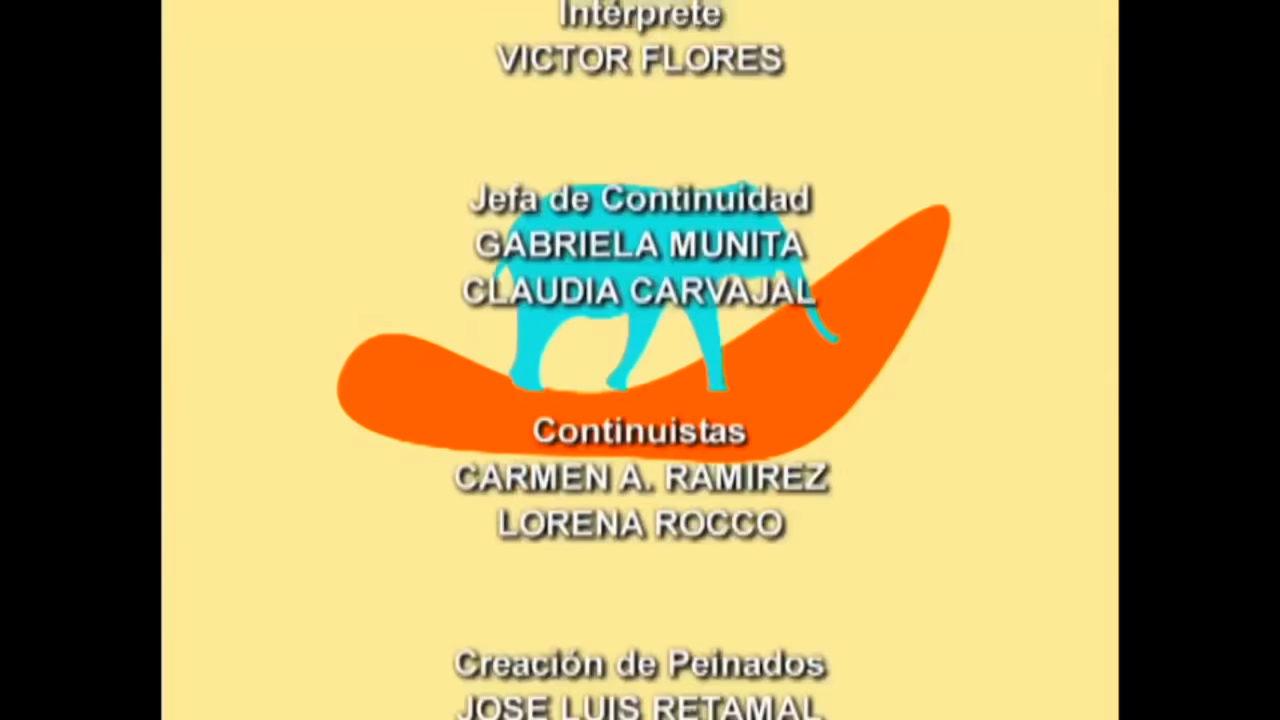 Intérprete
VICTOR FLORES
Jefa de Continuidad
GABRIELA MUNITA
CLAUDIA CARVAJAL
Continuistas
CARMEN A. RAMIREZ
LORENA ROCCO
Creación de Peinados
JOSE LUIS RETAMAL